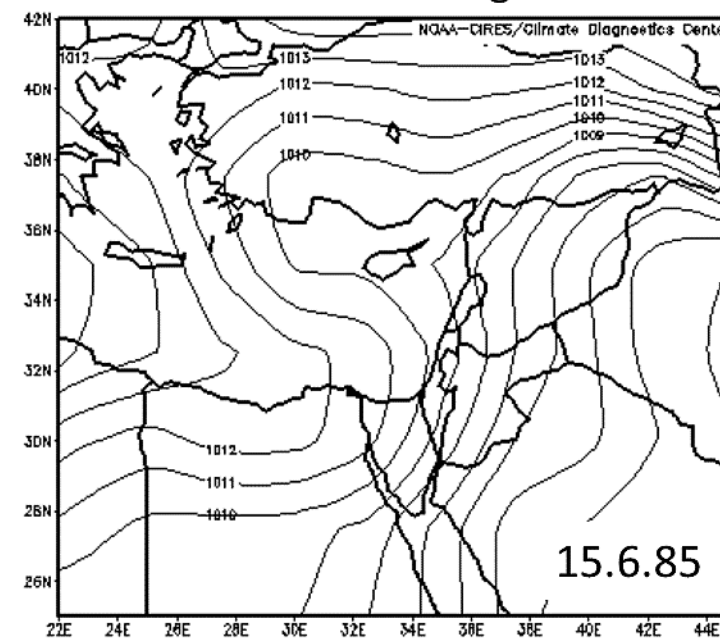 42N
NOAA-CIRES/Climate Diagnostics Cente
1012
1013
1013
40N
1012
1012
1011
1011
1010
1009
38N
1010
36N
34N
32N
30N
1012
1011
28N
1010
15.6.85
26N
22E 24E 26E 28E 30E 32E 34E 36E 38E 40E 42E 44E